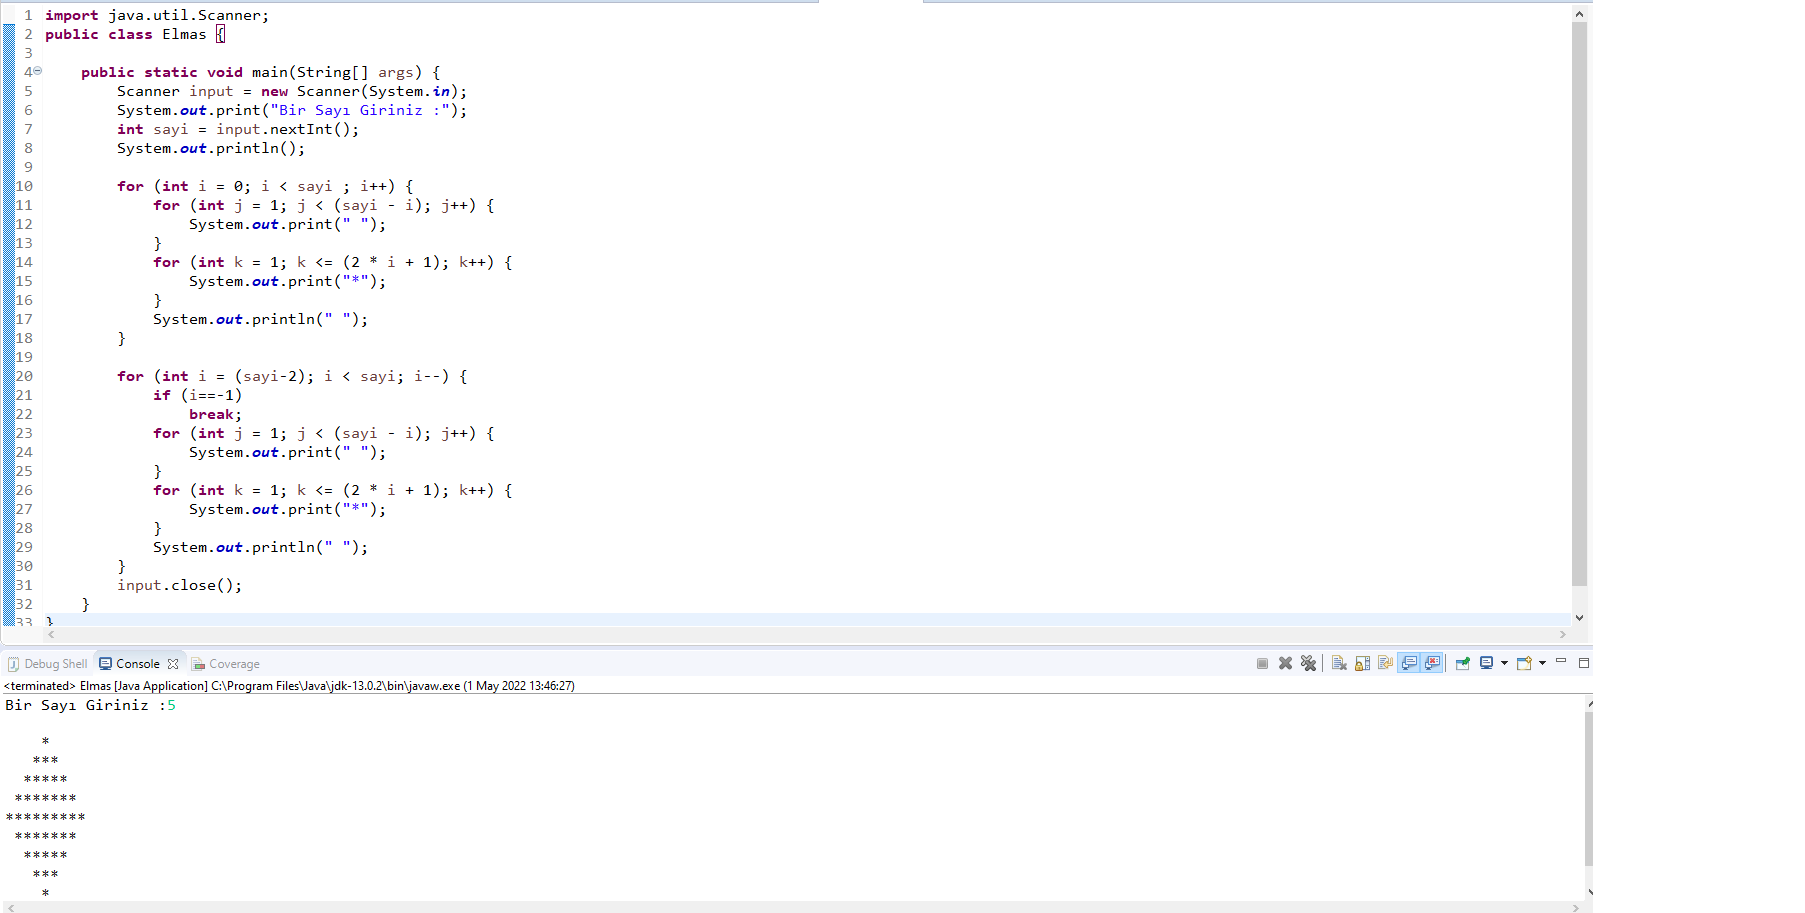 1 import java.util.Scanner;
2 public class Elmas {
3
4 public static void main(String[] args) {
5 Scanner input = new Scanner(System.in);
6 System.out.print("Bir Sayı Giriniz :");
7 int sayi = input.nextInt();
8 System.out.println();
9
10 for (int i = 0; i < sayi ; i++) {
11 for (int j = 1; j < (sayi - i); j++) {
12 System.out.print(" ");
13 }
14 for (int k = 1; k <= (2 * i + 1); k++) {
15 System.out.print("*");
16 }
17 System.out.println(" ");
18 }
19
20 for (int i = (sayi-2); i < sayi; i--) {
21 if (i==-1)
22 break;
23 for (int j = 1; j < (sayi - i); j++) {
24 System.out.print(" ");
25 }
26 for (int k = 1; k <= (2 * i + 1); k++) {
27 System.out.print("*");
28 }
29 System.out.println(" ");
30 }
31 input.close();
32 }
33 }
Debug Shell Console Coverage
<terminated> Elmas [Java Application] C:\Program Files\Java\jdk-13.0.2\bin\javaw.exe (1 May 2022 13:46:27)
Bir Sayı Giriniz :5
*
***
*****
*******
*********
*******
*****
***
*